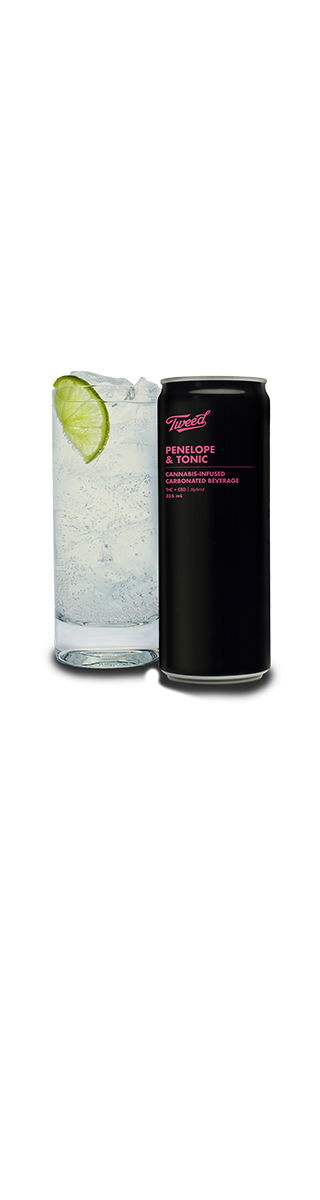 Tweed
PENELOPE
& TONIC
CANNABIS-INFUSED
CARBONATED BEVERAGE
THC + CBD | Hybrid
355 mL